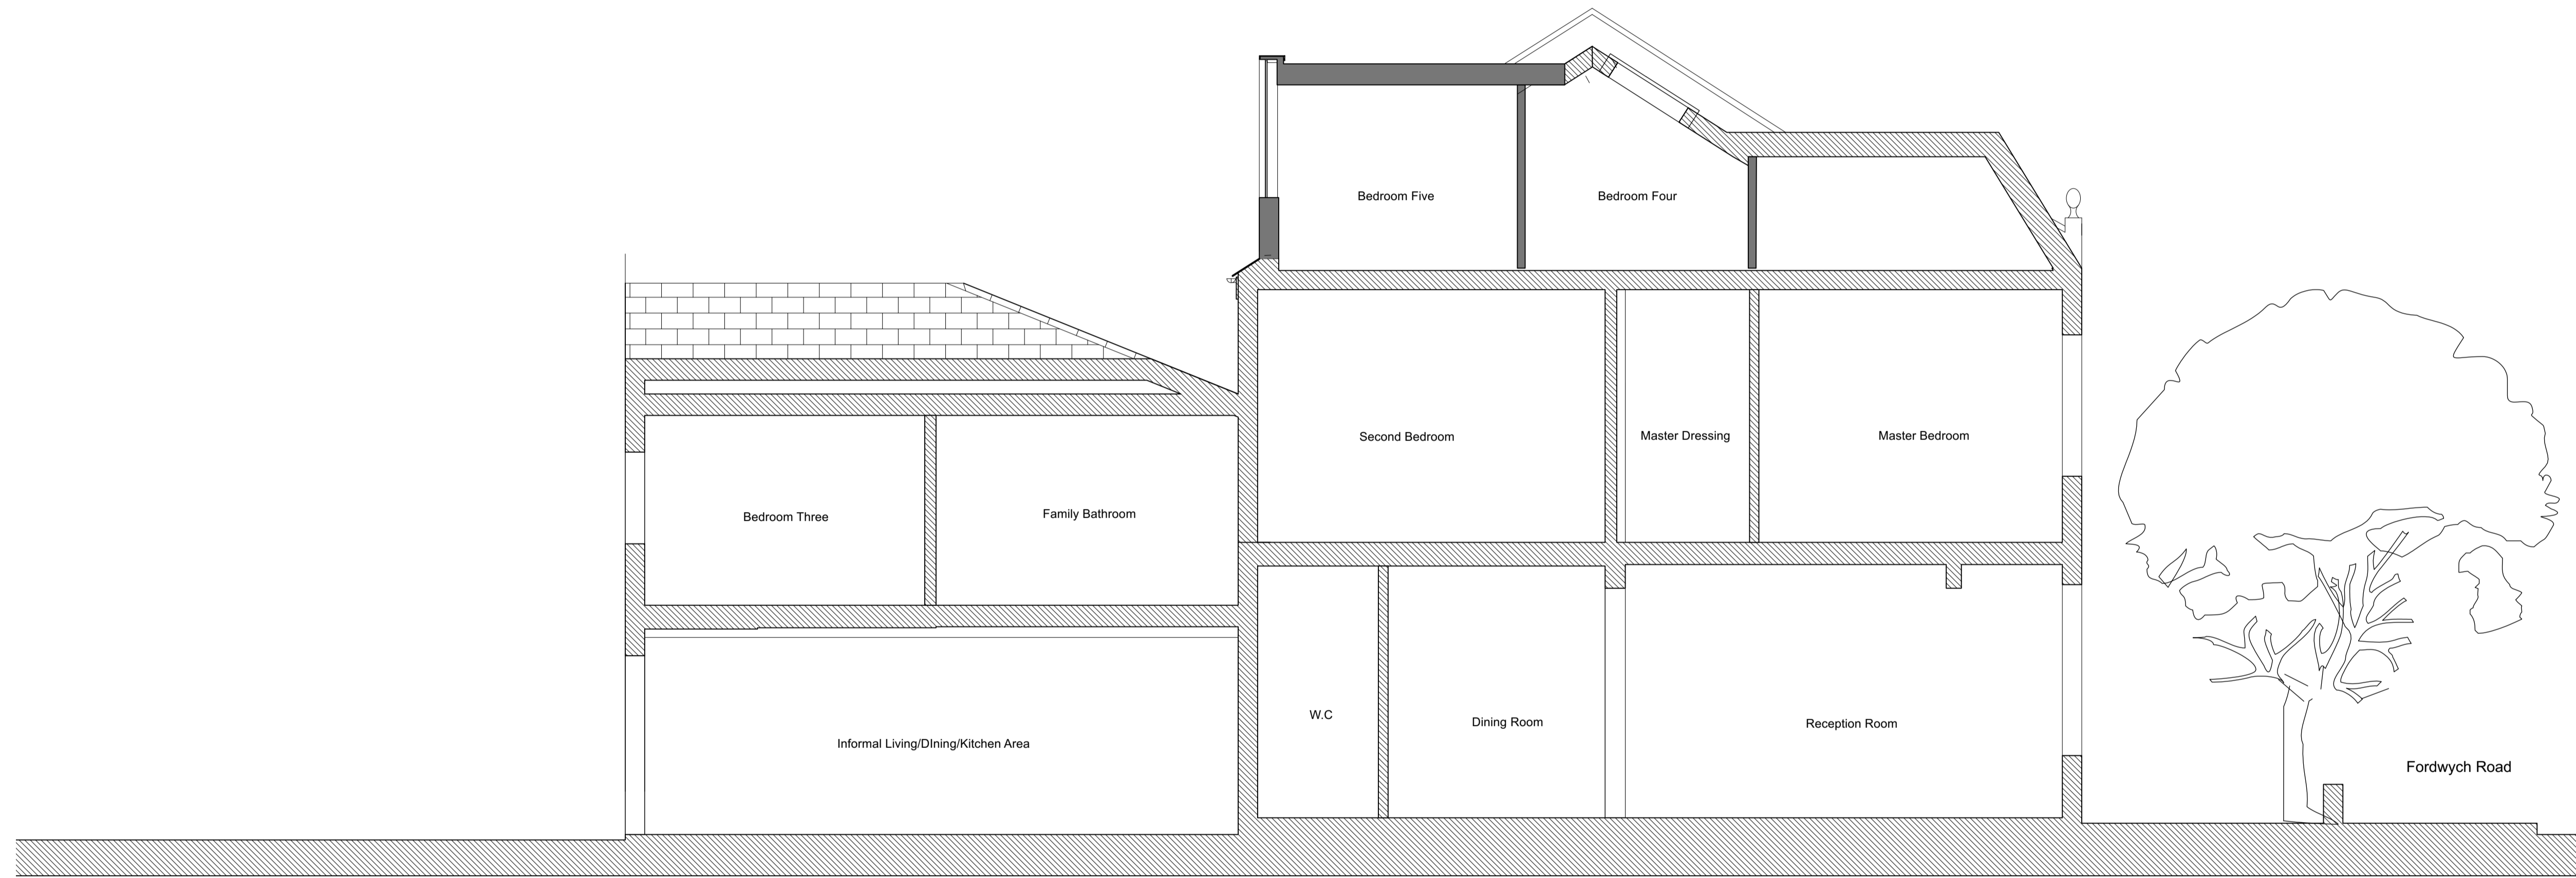 Bedroom Five
Bedroom Four
Second Bedroom
Master Dressing
Master Bedroom
Bedroom Three
Family Bathroom
W.C
Dining Room
Reception Room
Informal Living/DIning/Kitchen Area
Fordwych Road